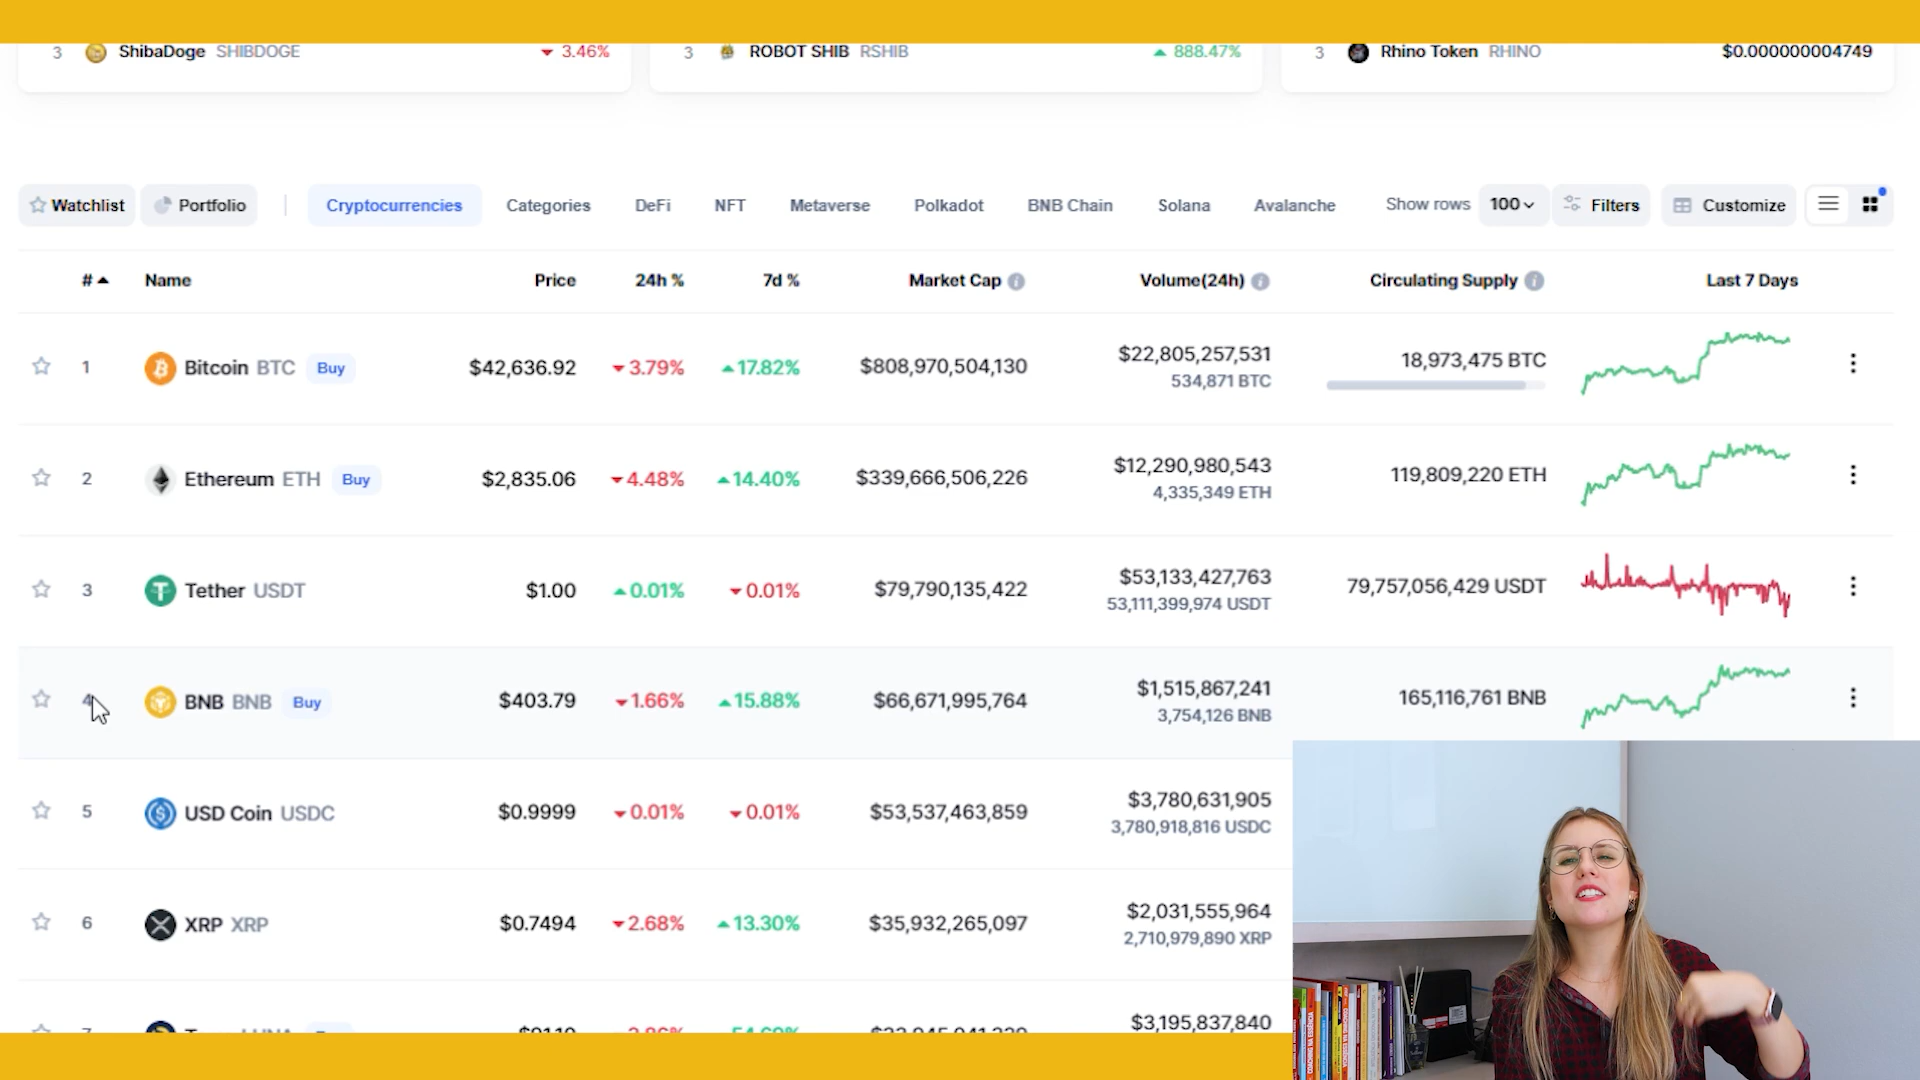 3 ShibaDoge SHIBDOGE 3.46% 3 ROBOT SHIB RSHIB 888.47% 3 Rhino Token RHINO $0.000000004749
Watchlist Portfolio Cryptocurrencies Categories DeFi NFT Metaverse Polkadot BNB Chain Solana Avalanche Show rows 100 Filters Customize
# Name Price 24h % 7d % Market Cap Volume(24h) Circulating Supply Last 7 Days
1 Bitcoin BTC Buy $42,636.92 3.79% 17.82% $808,970,504,130 $22,805,257,531 18,973,475 BTC
534,871 BTC
2 Ethereum ETH Buy $2,835.06 4.48% 14.40% $339,666,506,226 $12,290,980,543 119,809,220 ETH
4,335,349 ETH
3 Tether USDT $1.00 0.01% 0.01% $79,790,135,422 $53,133,427,763 79,757,056,429 USDT
53,111,399,974 USDT
4 BNB BNB Buy $403.79 1.66% 15.88% $66,671,995,764 $1,515,867,241 165,116,761 BNB
3,754,126 BNB
5 USD Coin USDC $0.9999 0.01% 0.01% $53,537,463,859 $3,780,631,905
3,780,918,816 USDC
6 XRP XRP $0.7494 2.68% 13.30% $35,932,265,097 $2,031,555,964
2,710,979,890 XRP
$3,195,837,840